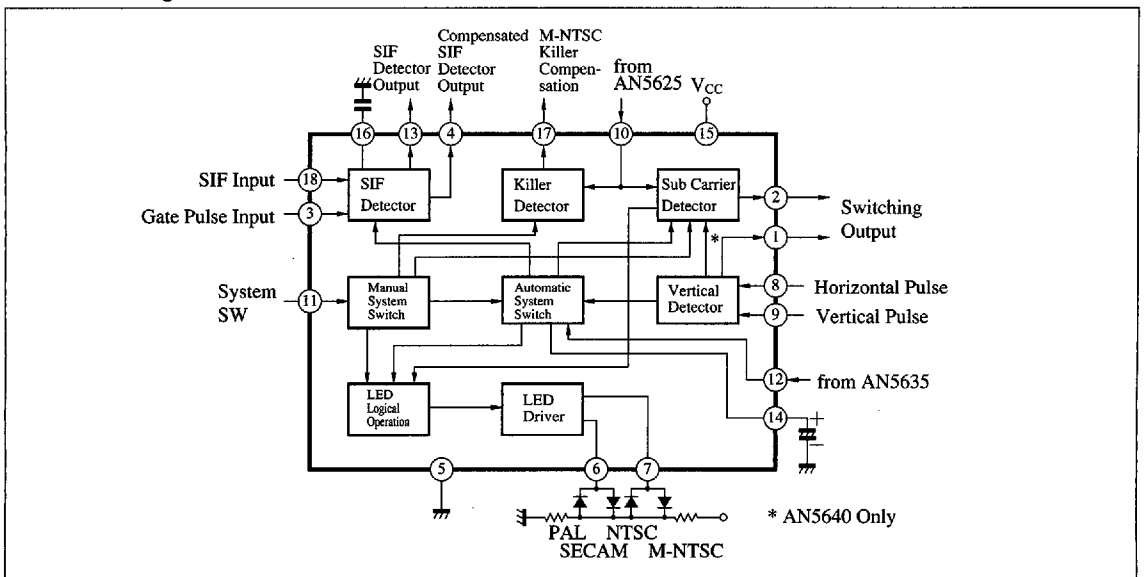 SIF
Detector
Output
Compensated
SIF
Detector
Output
M-NTSC
Killer
Compen-
sation
from
AN5625
VCC
16
13
4
17
10
15
SIF Input
18
SIF
Detector
Killer
Detector
Sub Carrier
Detector
2
Switching
Output
Gate Pulse Input
3
*
1
System
SW
11
Manual
System
Switch
Automatic
System
Switch
Vertical
Detector
8
Horizontal Pulse
9
Vertical Pulse
12
from AN5635
LED
Logical
Operation
LED
Driver
14
+
−
5
6
7
PAL NTSC
SECAM M-NTSC
* AN5640 Only